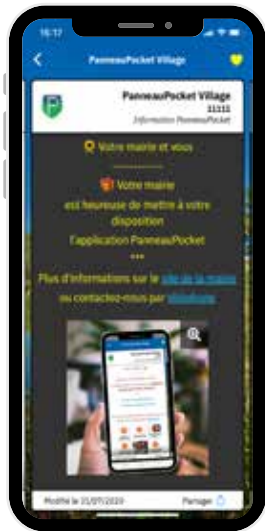 16:17
PanneauPocket Village
PanneauPocket Village
11111
Information PanneauPocket
Votre mairie et vous
Votre mairie
est heureuse de mettre à votre
disposition
l'application PanneauPocket
***
Plus d'informations sur le site de la mairie
ou contactez-nous par téléphone
Modifié le 21/07/2020
Partager